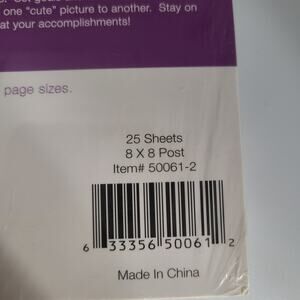 one "cute" picture to another. Stay on
at your accomplishments!
page sizes.
25 Sheets
8 X 8 Post
Item# 50061-2
6 33356 50061 2
Made In China